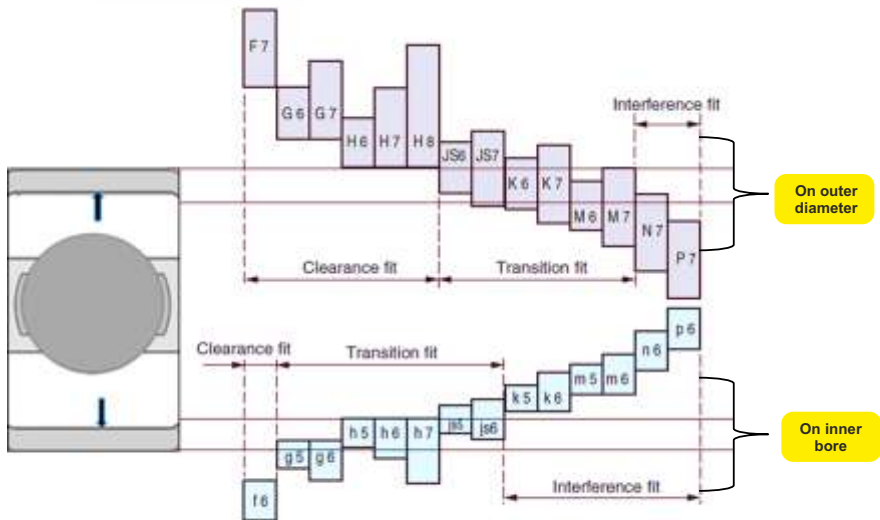 F 7
G 6
G 7
H 6
H 7
H 8
JS6
JS7
K 6
K 7
M 6
M 7
N 7
P 7
Interference fit
On outer
diameter
Clearance fit
Transition fit
Clearance fit
Transition fit
f 6
g 5
g 6
h 5
h 6
h 7
js5
js6
k 5
k 6
m 5
m 6
n 6
p 6
On inner
bore
Interference fit